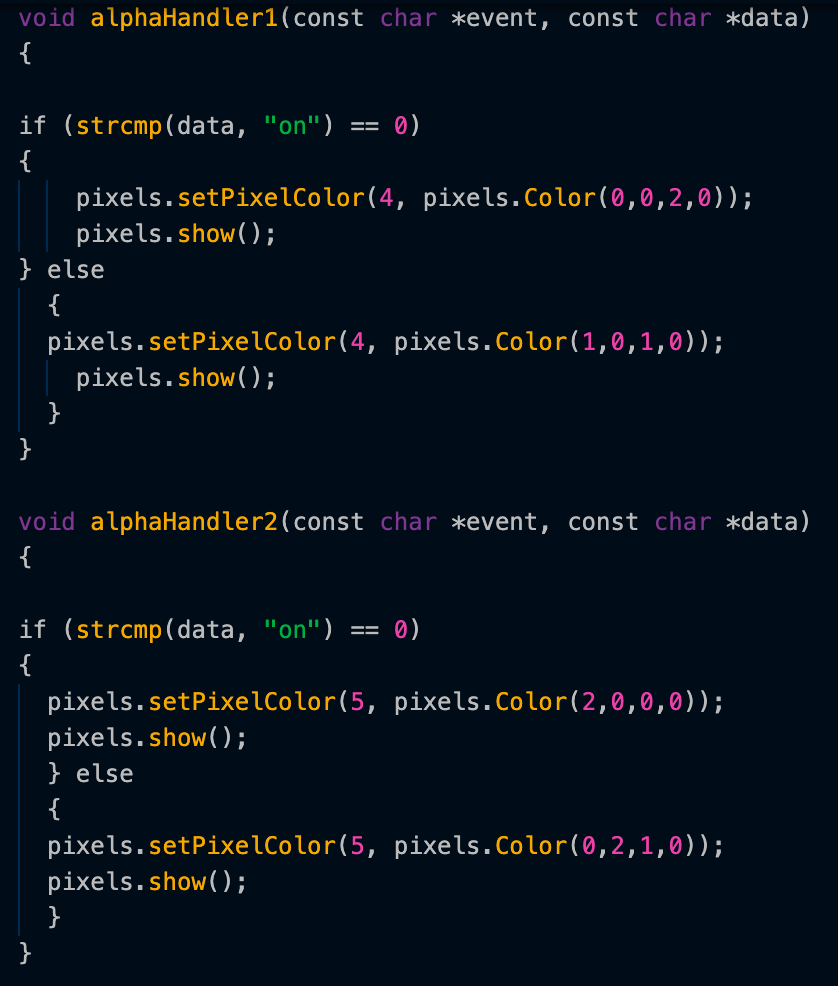 void alphaHandler1(const char *event, const char *data)
{
if (strcmp(data, "on") == 0)
{
pixels.setPixelColor(4, pixels.Color(0,0,2,0));
pixels.show();
} else
{
pixels.setPixelColor(4, pixels.Color(1,0,1,0));
pixels.show();
}
}
void alphaHandler2(const char *event, const char *data)
{
if (strcmp(data, "on") == 0)
{
pixels.setPixelColor(5, pixels.Color(2,0,0,0));
pixels.show();
} else
{
pixels.setPixelColor(5, pixels.Color(0,2,1,0));
pixels.show();
}
}